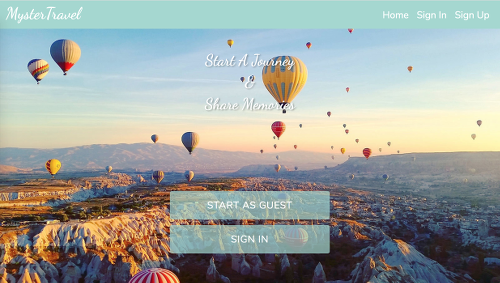 MysterTravel
Home Sign In Sign Up
Start A Journey
&
Share Memories
START AS GUEST
SIGN IN